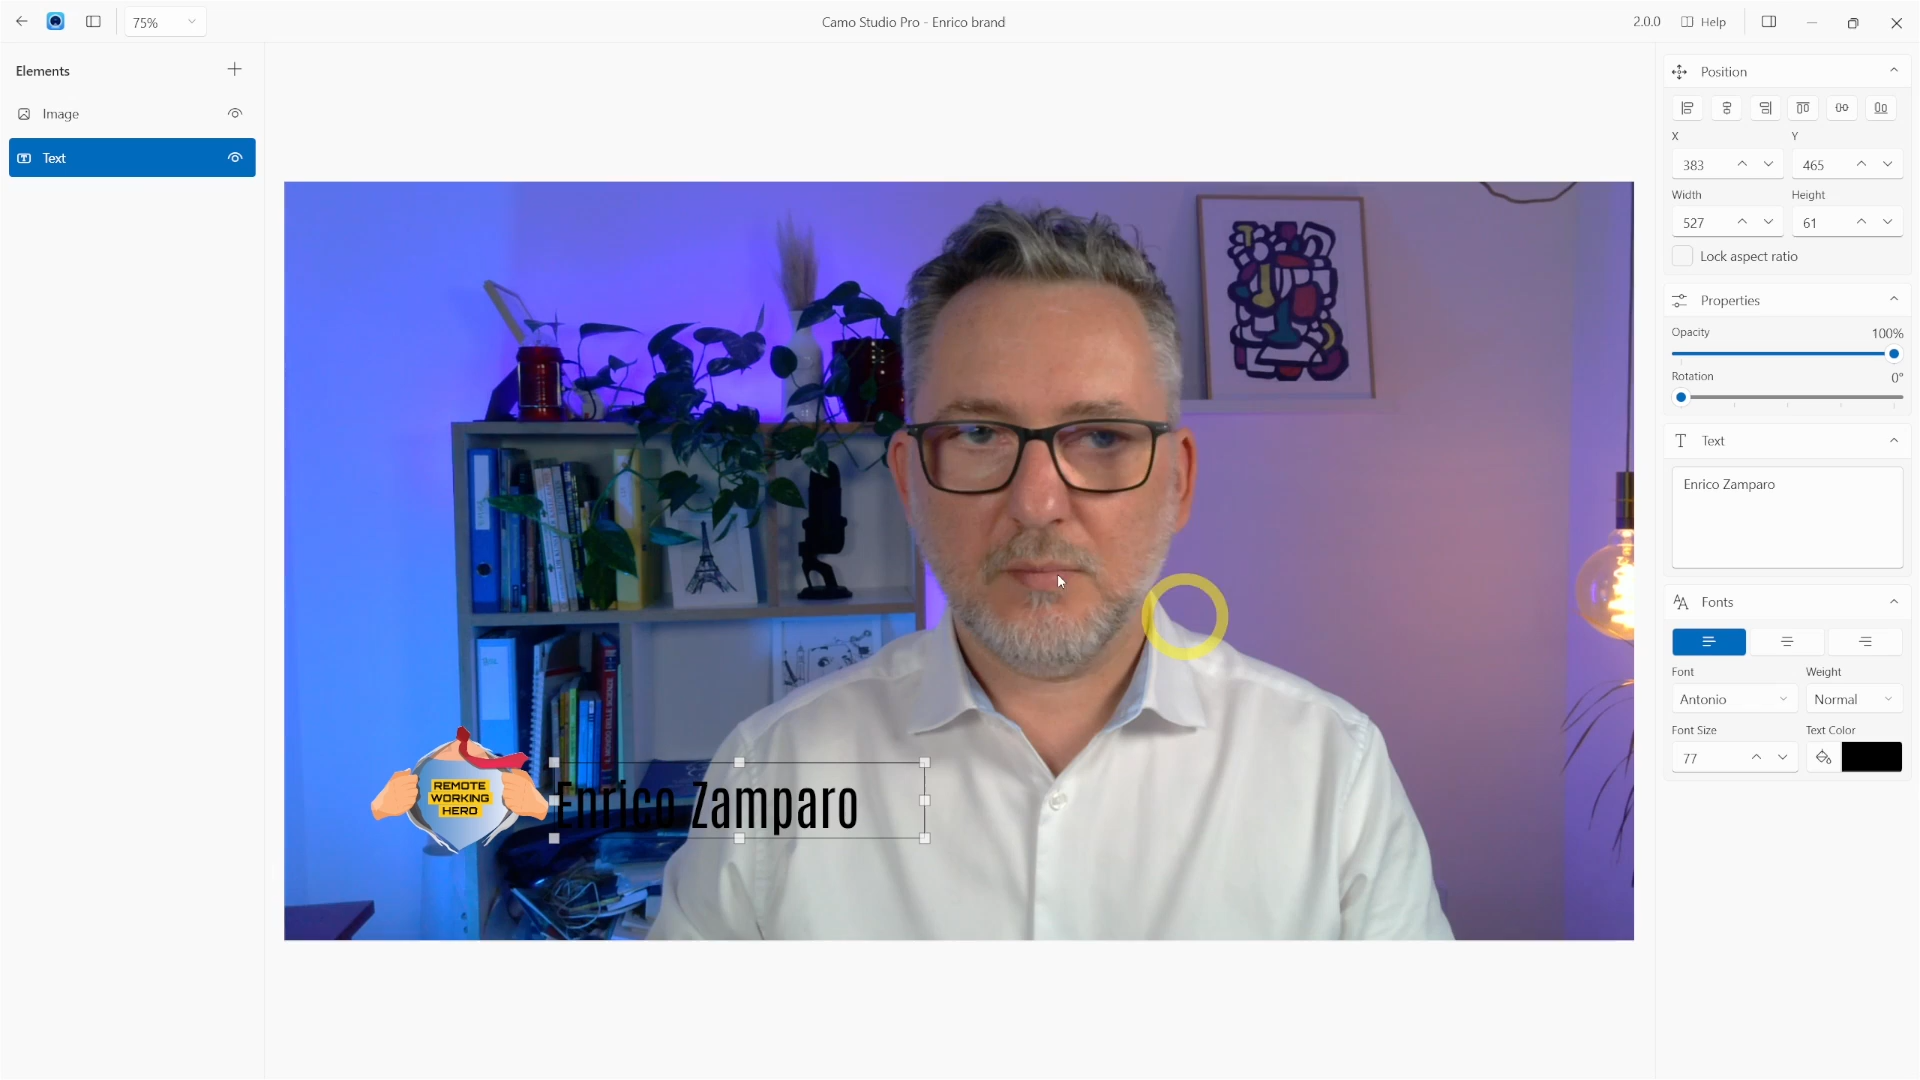 75%
Camo Studio Pro - Enrico brand
2.0.0
Help
Elements
Image
Text
Position
X
Y
383
465
Width
Height
527
61
Lock aspect ratio
Properties
Opacity
100%
Rotation
0°
Text
Enrico Zamparo
Fonts
Font
Weight
Antonio
Normal
Font Size
Text Color
77
REMOTE
WORKING
HERO
Enrico Zamparo